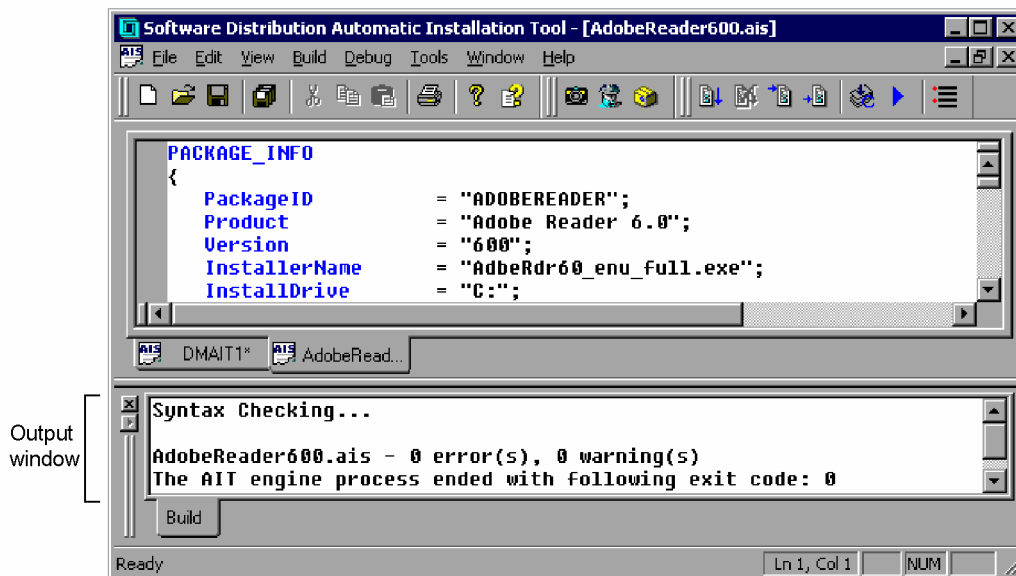 Software Distribution Automatic Installation Tool - [AdobeReader600.ais]
AIS File Edit View Build Debug Tools Window Help
PACKAGE_INFO
{
PackageID = "ADOBEREADER";
Product = "Adobe Reader 6.0";
Version = "600";
InstallerName = "AdbeRdr60_enu_full.exe";
InstallDrive = "C:";
AIS DMAIT1* AIS AdobeRead...
Output window
Syntax Checking...
AdobeReader600.ais - 0 error(s), 0 warning(s)
The AIT engine process ended with following exit code: 0
Build
Ready Ln 1, Col 1 NUM